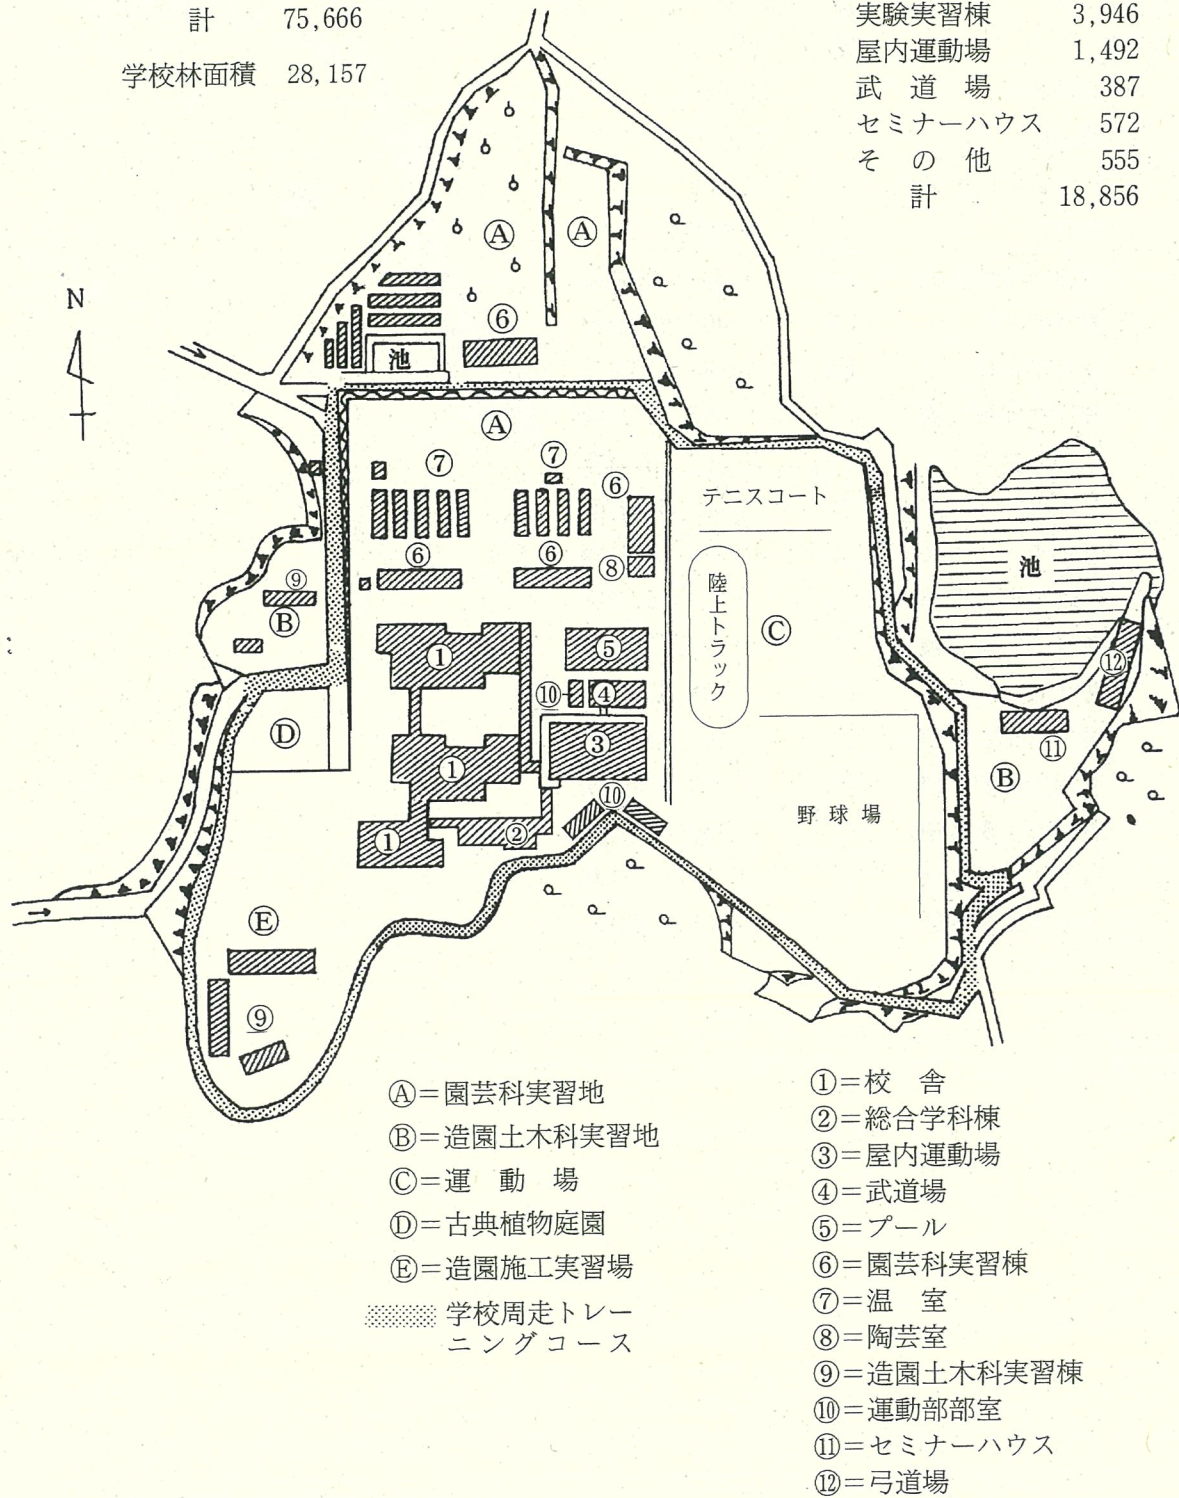 計 75,666
学校林面積 28,157
実験実習棟 3,946
屋内運動場 1,492
武道場 387
セミナーハウス 572
その他 555
計 18,856
N
Ⓐ
Ⓐ
⑥
池
Ⓐ
⑦
⑦
⑥
テニスコート
⑥
⑥
⑧
池
⑨
Ⓑ
陸上トラック
Ⓒ
①
⑤
⑫
⑩
④
Ⓓ
③
⑪
①
Ⓑ
⑩
野球場
①
②
Ⓔ
⑨
Ⓐ=園芸科実習地
Ⓑ=造園土木科実習地
Ⓒ=運動場
Ⓓ=古典植物庭園
Ⓔ=造園施工実習場
学校周走トレー
ニングコース
①=校舎
②=総合学科棟
③=屋内運動場
④=武道場
⑤=プール
⑥=園芸科実習棟
⑦=温室
⑧=陶芸室
⑨=造園土木科実習棟
⑩=運動部部室
⑪=セミナーハウス
⑫=弓道場